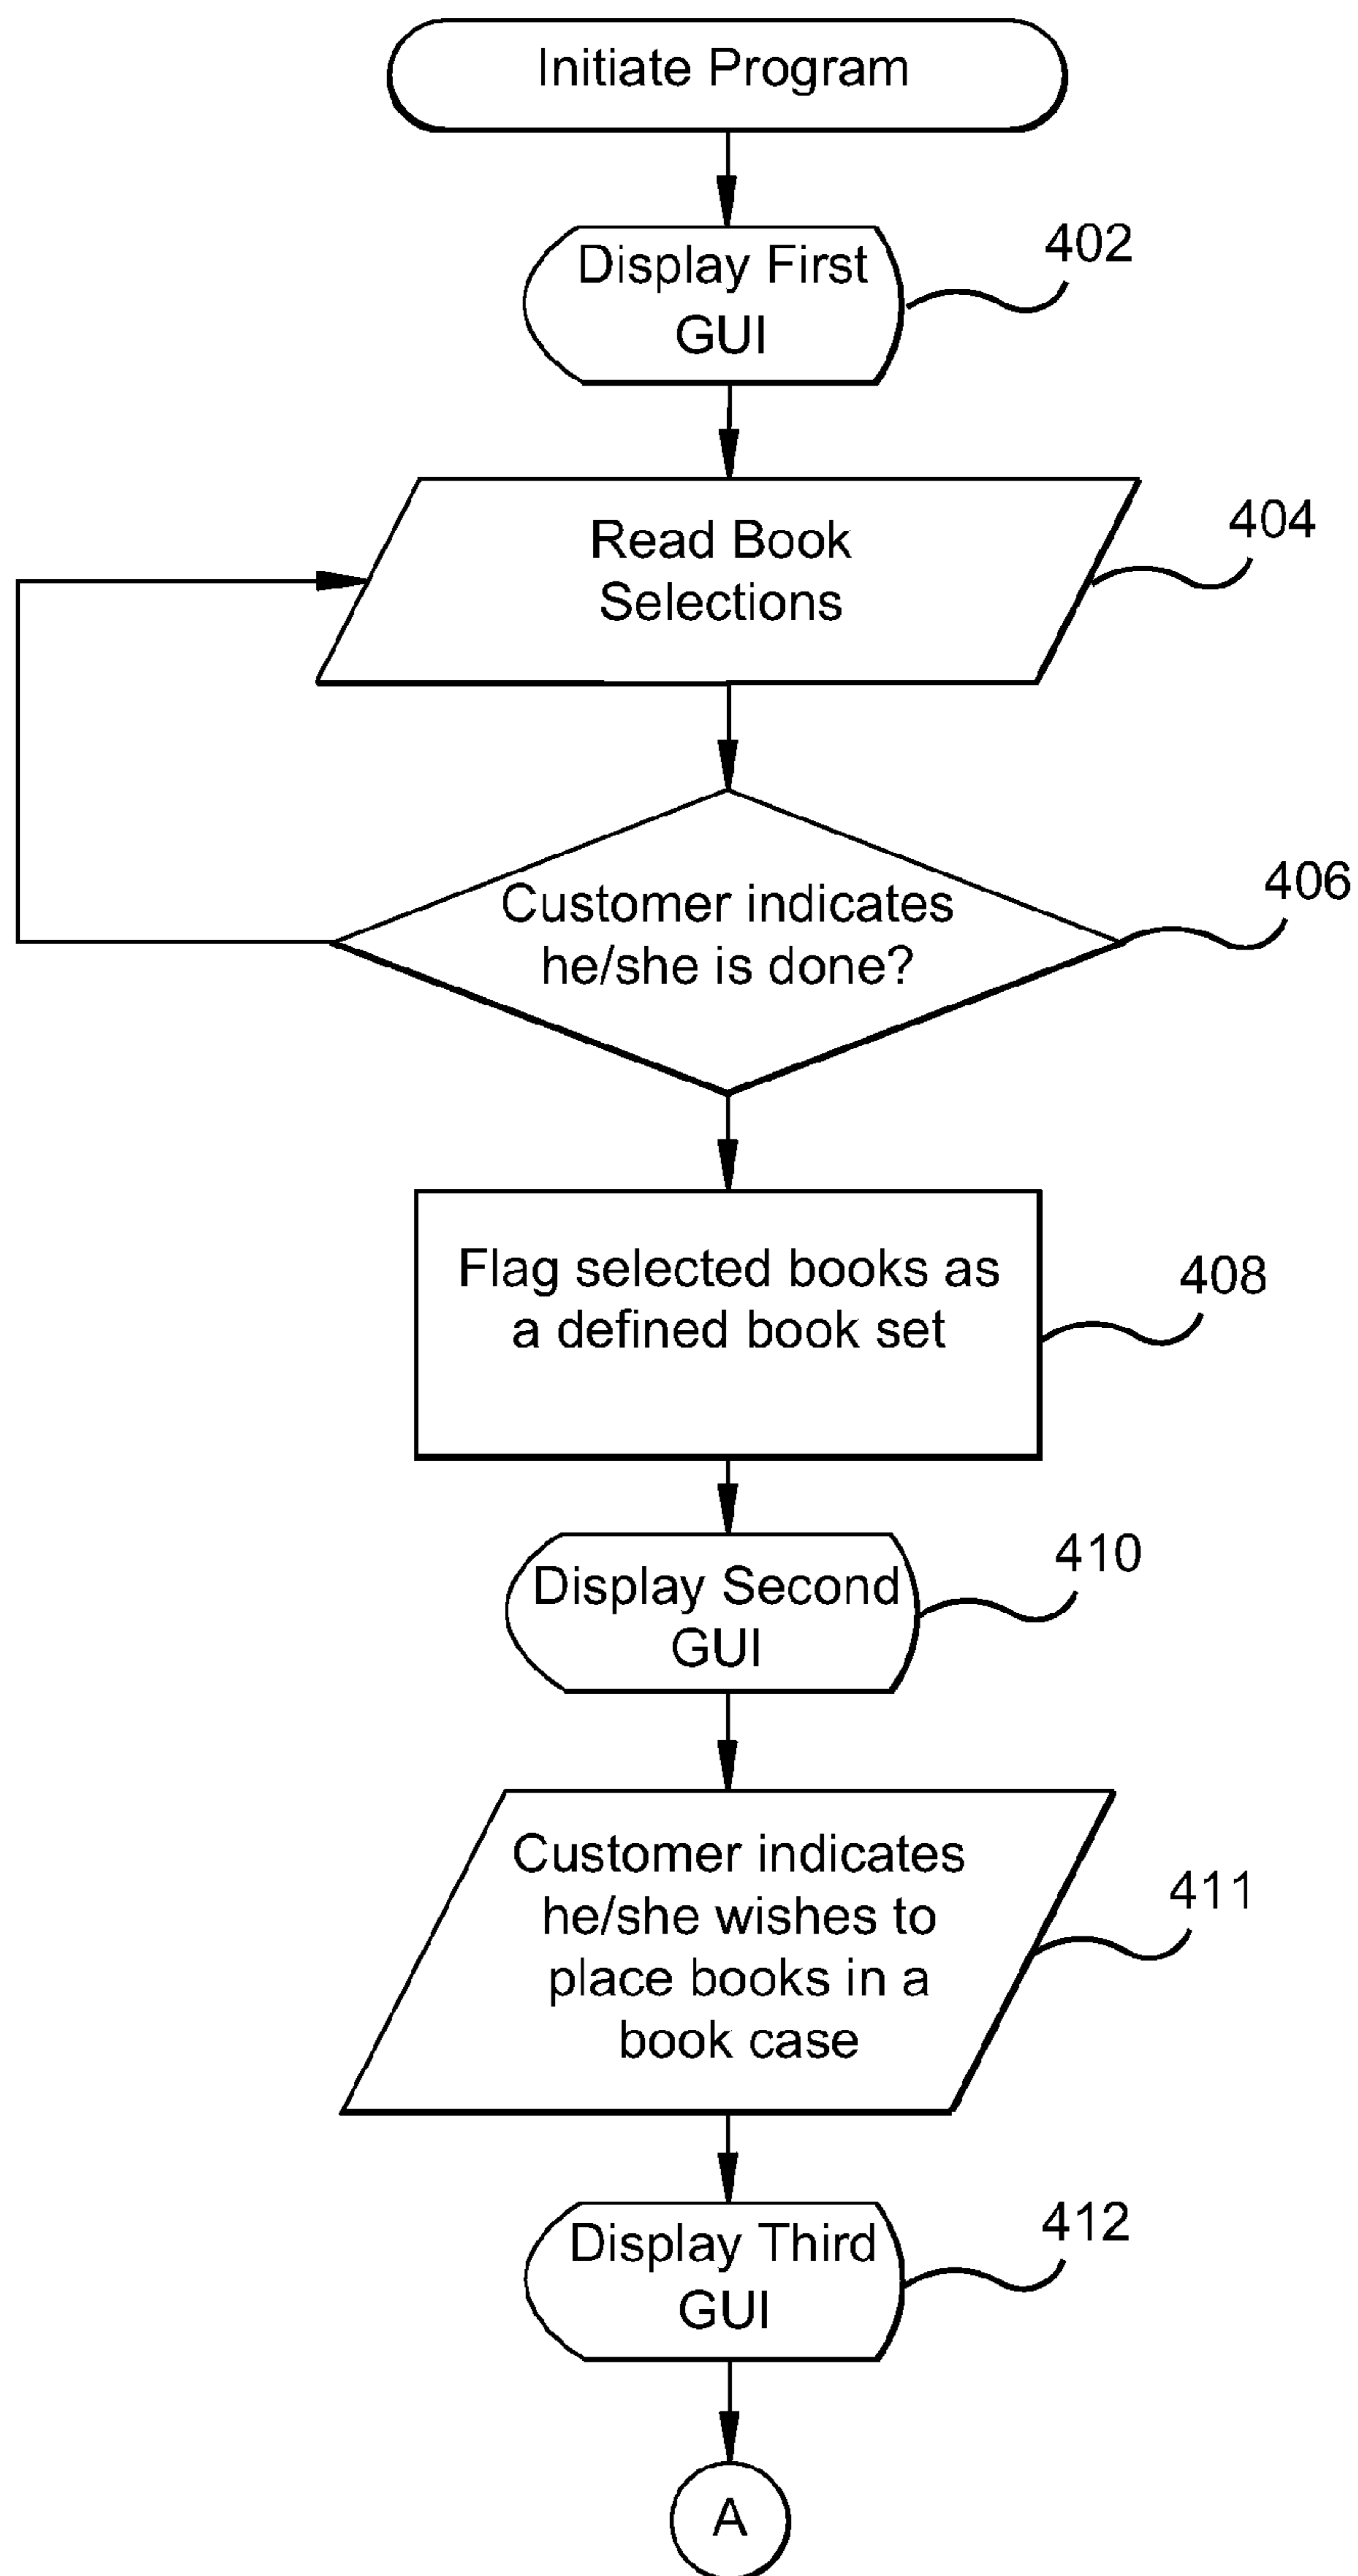 Initiate Program
Display First
GUI
402
Read Book
Selections
404
Customer indicates
he/she is done?
406
Flag selected books as
a defined book set
408
Display Second
GUI
410
Customer indicates
he/she wishes to
place books in a
book case
411
Display Third
GUI
412
A